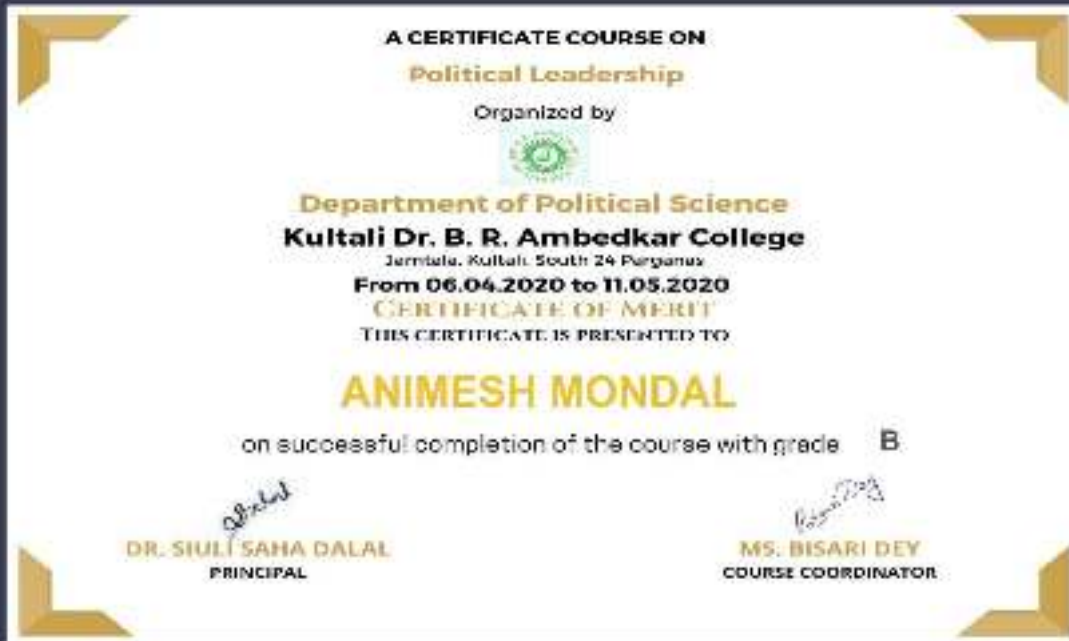 A CERTIFICATE COURSE ON
Political Leadership
Organized by
Department of Political Science
Kultali Dr. B. R. Ambedkar College
Jamtala, Kultali, South 24 Parganas
From 06.04.2020 to 11.05.2020
CERTIFICATE OF MERIT
THIS CERTIFICATE IS PRESENTED TO
ANIMESH MONDAL
on successful completion of the course with grade B
DR. SIULI SAHA DALAL
PRINCIPAL
MS. BISARI DEY
COURSE COORDINATOR